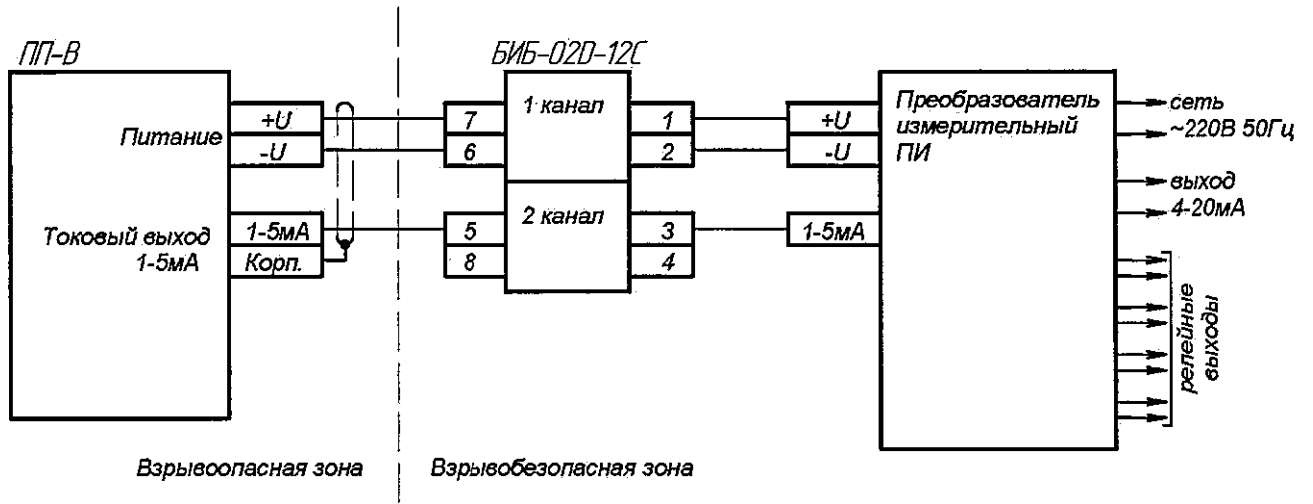 ПП-В
Питание
+U
-U
Токовый выход
1-5мА
1-5мА
Корп.
Взрывоопасная зона
БИБ-02D-12С
7
6
5
8
1 канал
2 канал
1
2
3
4
Взрывобезопасная зона
+U
-U
1-5мА
Преобразователь
измерительный
ПИ
сеть
~220В 50Гц
выход
4-20мА
релейные
выходы